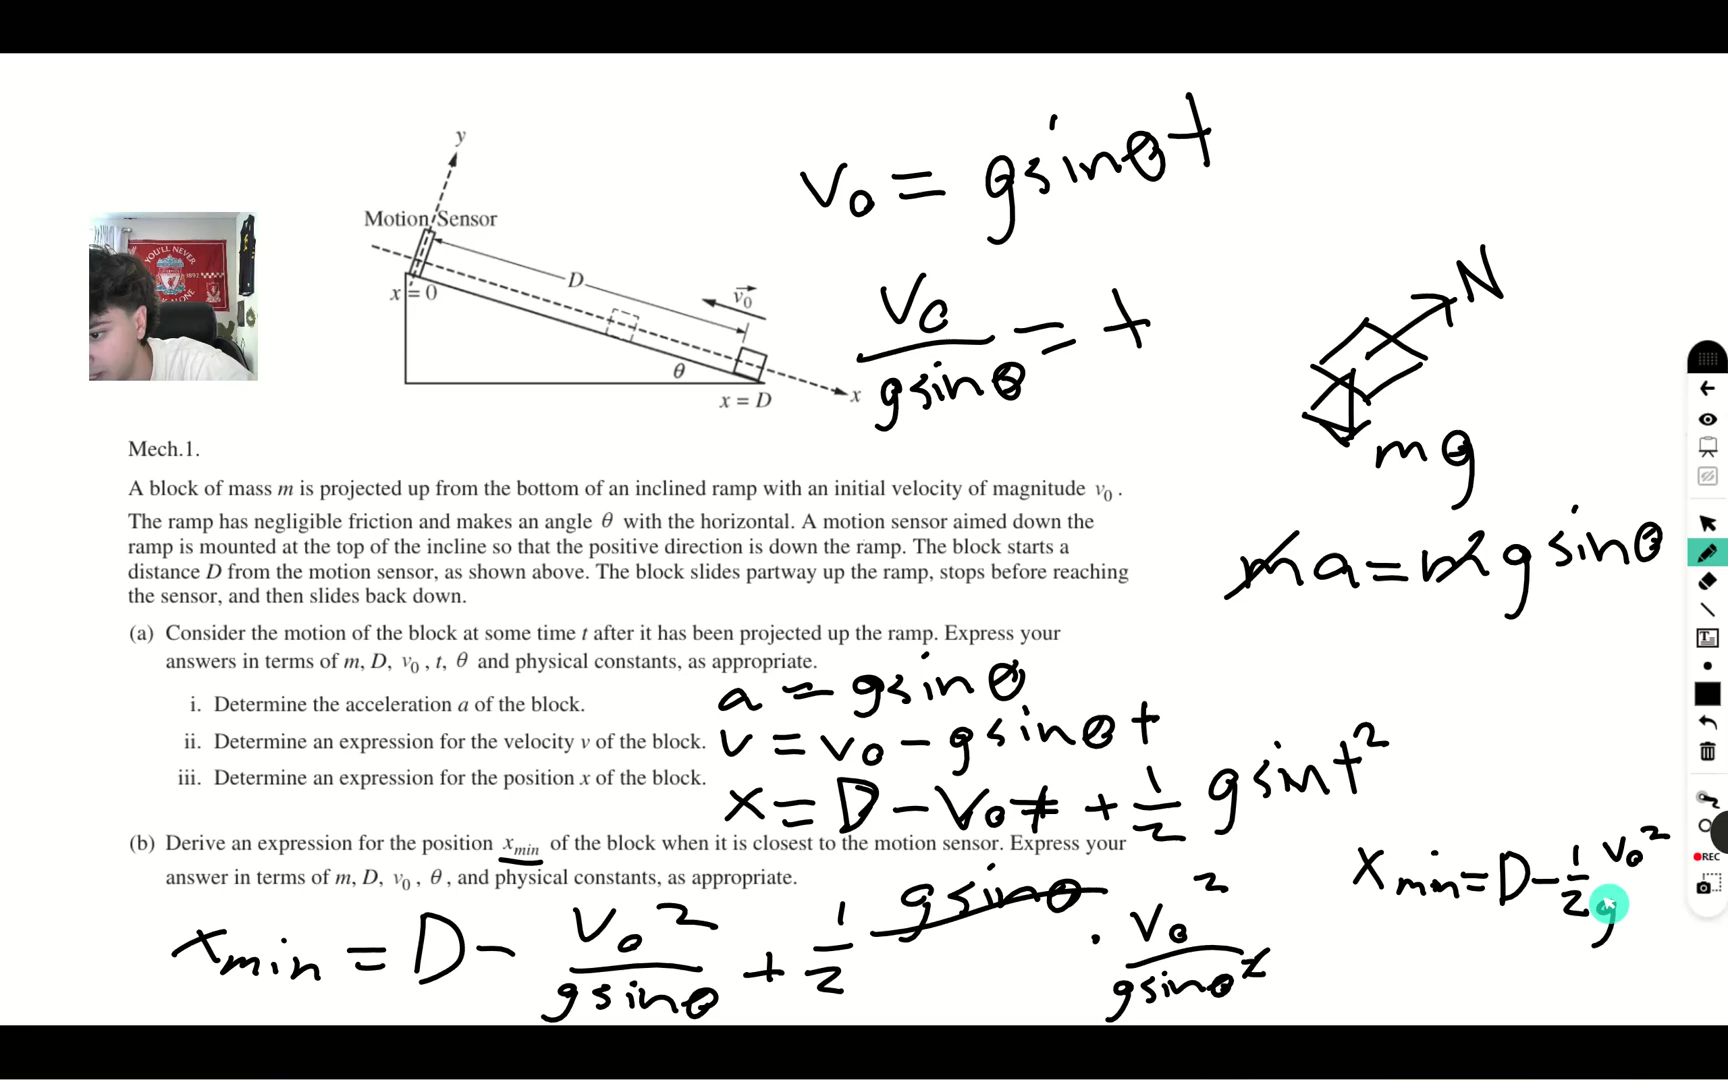 y
Motion Sensor
D
v₀
x = 0
θ
x = D
x
v₀ = gsinθt
v₀/gsinθ = t
N
mg
ma = mg sinθ
YOU'LL NEVER
Mech.1.
A block of mass m is projected up from the bottom of an inclined ramp with an initial velocity of magnitude v₀ .
The ramp has negligible friction and makes an angle θ with the horizontal. A motion sensor aimed down the
ramp is mounted at the top of the incline so that the positive direction is down the ramp. The block starts a
distance D from the motion sensor, as shown above. The block slides partway up the ramp, stops before reaching
the sensor, and then slides back down.
(a) Consider the motion of the block at some time t after it has been projected up the ramp. Express your
answers in terms of m, D, v₀ , t, θ and physical constants, as appropriate.
i. Determine the acceleration a of the block.
a = gsinθ
ii. Determine an expression for the velocity v of the block.
v = v₀ − gsinθt
iii. Determine an expression for the position x of the block.
x = D − v₀t + 1/2 gsint²
(b) Derive an expression for the position xmin of the block when it is closest to the motion sensor. Express your
answer in terms of m, D, v₀ , θ , and physical constants, as appropriate.
xmin = D − v₀²/gsinθ + 1/2 gsinθ · v₀²/gsinθ²
xmin = D − 1/2 v₀²/g
REC